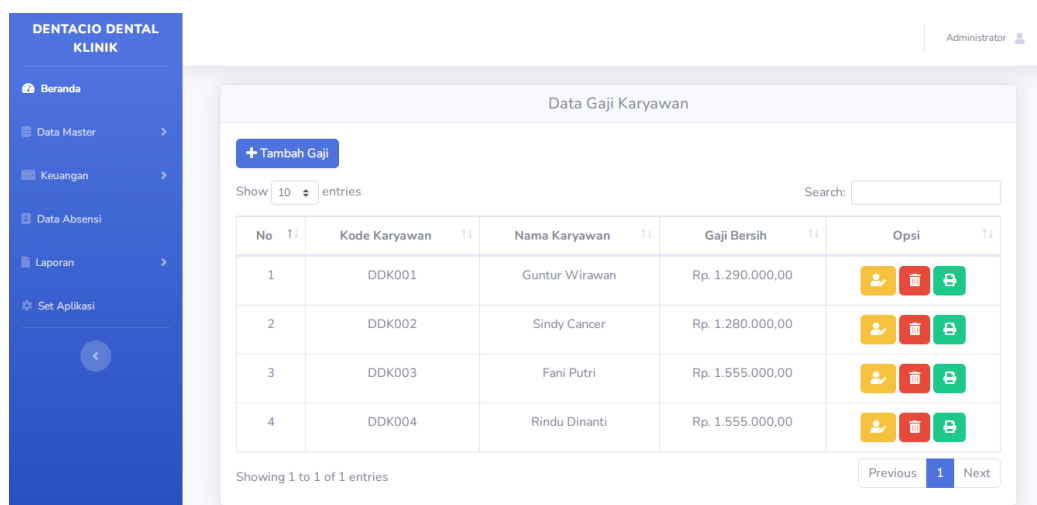 DENTACIO DENTAL
KLINIK
Administrator
Beranda
Data Master
Keuangan
Data Absensi
Laporan
Set Aplikasi
Data Gaji Karyawan
+ Tambah Gaji
Show 10 entries
Search:
No Kode Karyawan Nama Karyawan Gaji Bersih Opsi
1 DDK001 Guntur Wirawan Rp. 1.290.000,00
2 DDK002 Sindy Cancer Rp. 1.280.000,00
3 DDK003 Fani Putri Rp. 1.555.000,00
4 DDK004 Rindu Dinanti Rp. 1.555.000,00
Showing 1 to 1 of 1 entries
Previous 1 Next